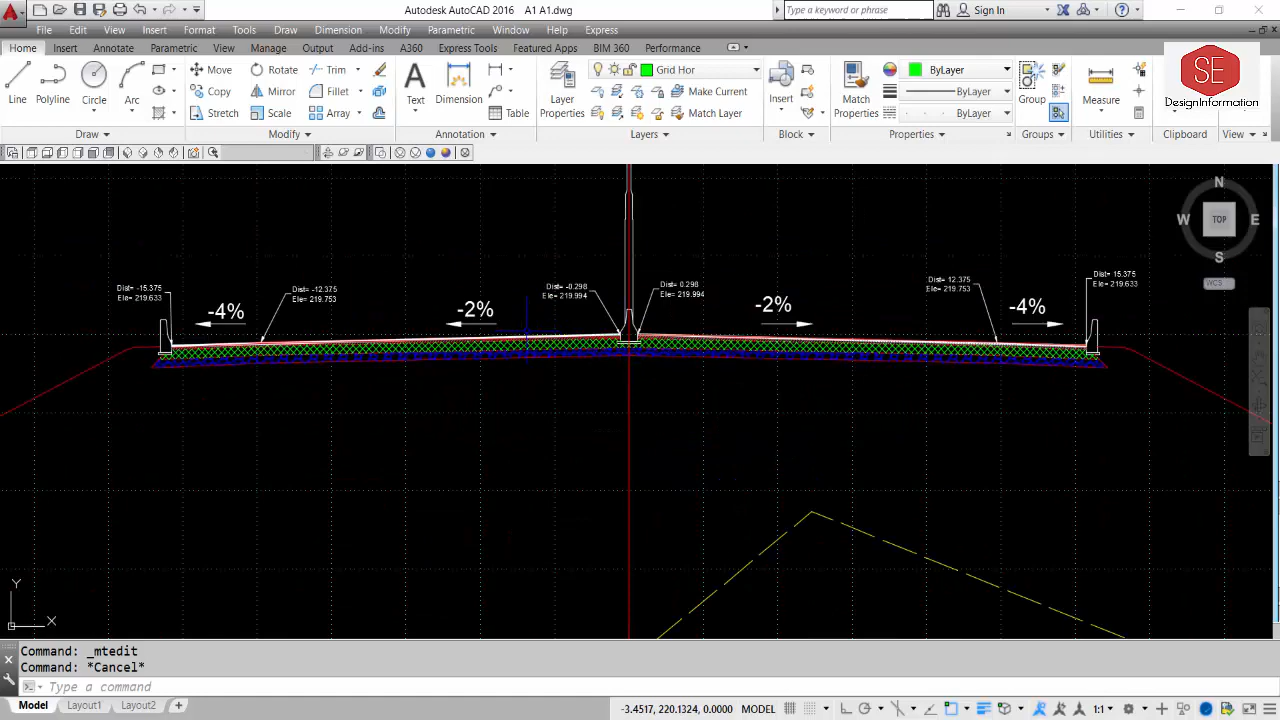 Autodesk AutoCAD 2016 A1 A1.dwg
Type a keyword or phrase
Sign In
File Edit View Insert Format Tools Draw Dimension Modify Parametric Window Help Express
Home Insert Annotate Parametric View Manage Output Add-ins A360 Express Tools Featured Apps BIM 360 Performance
Line Polyline Circle Arc
Move Rotate Trim
Copy Mirror Fillet
Stretch Scale Array
Text Dimension Table
Layer Properties
Grid Hor
Make Current
Match Layer
Insert
Match Properties
ByLayer
ByLayer
ByLayer
Group
Measure
SE
DesignInformation
Draw Modify Annotation Layers Block Properties Groups Utilities Clipboard View
N
W TOP E
S
WCS
Dist= -15.375
Ele= 219.633
-4%
Dist= -12.375
Ele= 219.753
-2%
Dist= -0.298
Ele= 219.994
Dist= 0.298
Ele= 219.994
-2%
Dist= 12.375
Ele= 219.753
-4%
Dist= 15.375
Ele= 219.633
Y
X
Command: _mtedit
Command: *Cancel*
Type a command
Model Layout1 Layout2 +
-3.4517, 220.1324, 0.0000 MODEL
1:1